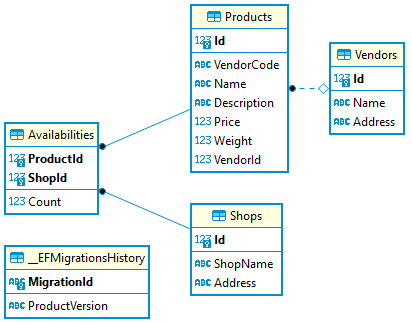 Products
123 Id
ABC VendorCode
ABC Name
ABC Description
123 Price
123 Weight
123 VendorId
Vendors
123 Id
ABC Name
ABC Address
Availabilities
123 ProductId
123 ShopId
123 Count
Shops
123 Id
ABC ShopName
ABC Address
__EFMigrationsHistory
ABC MigrationId
ABC ProductVersion